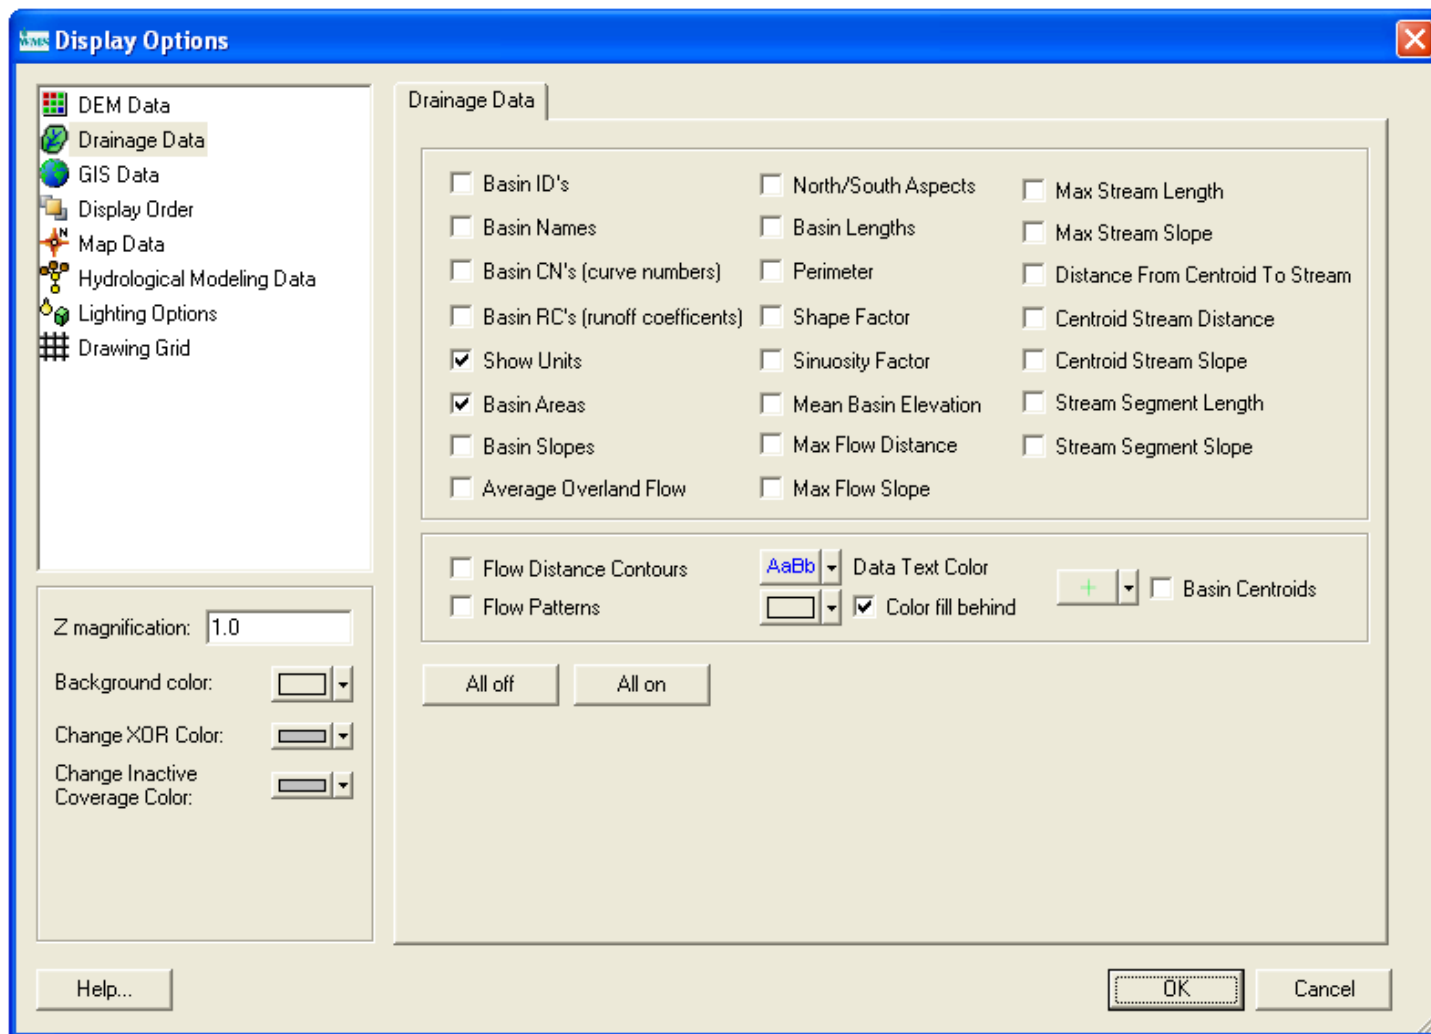 WMS Display Options
DEM Data
Drainage Data
GIS Data
Display Order
Map Data
Hydrological Modeling Data
Lighting Options
Drawing Grid
Z magnification: 1.0
Background color:
Change XOR Color:
Change Inactive
Coverage Color:
Drainage Data
Basin ID's
Basin Names
Basin CN's (curve numbers)
Basin RC's (runoff coefficents)
Show Units
Basin Areas
Basin Slopes
Average Overland Flow
North/South Aspects
Basin Lengths
Perimeter
Shape Factor
Sinuosity Factor
Mean Basin Elevation
Max Flow Distance
Max Flow Slope
Max Stream Length
Max Stream Slope
Distance From Centroid To Stream
Centroid Stream Distance
Centroid Stream Slope
Stream Segment Length
Stream Segment Slope
Flow Distance Contours
Flow Patterns
AaBb Data Text Color
Color fill behind
Basin Centroids
All off
All on
Help...
OK
Cancel